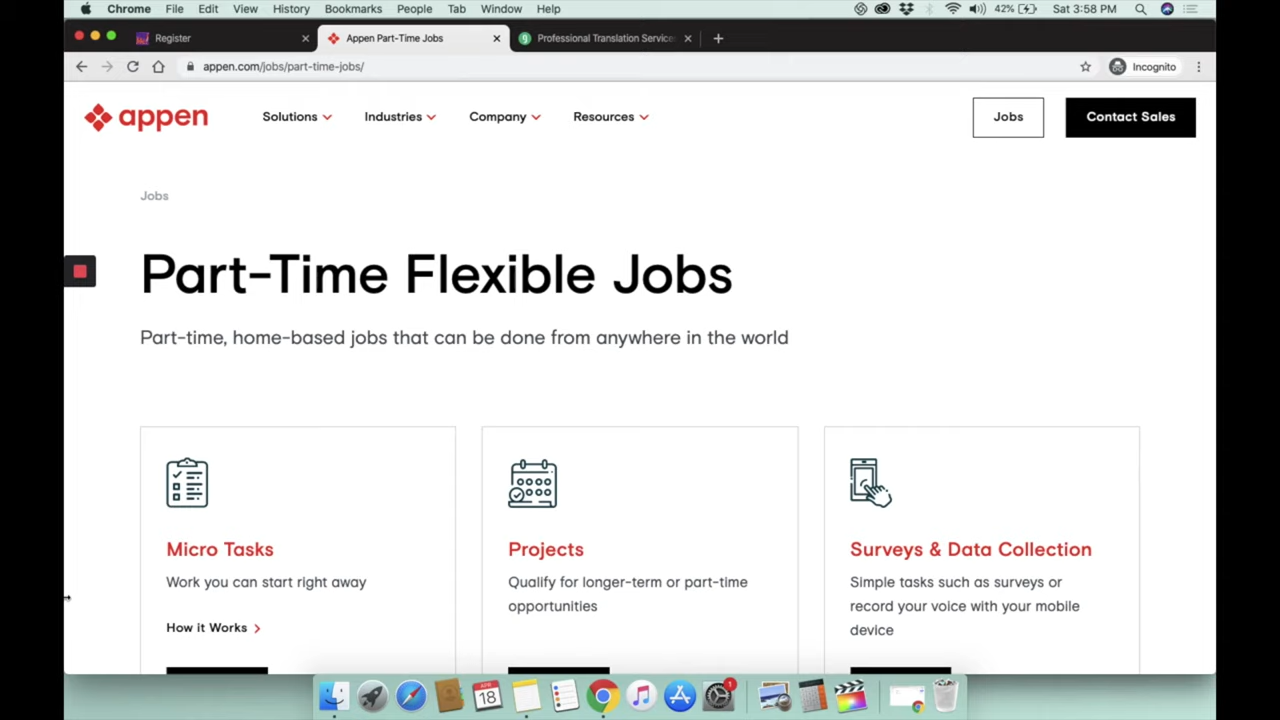 Chrome File Edit View History Bookmarks People Tab Window Help 42% Sat 3:58 PM
Register Appen Part-Time Jobs Professional Translation Service
appen.com/jobs/part-time-jobs/ Incognito
appen Solutions Industries Company Resources Jobs Contact Sales
Jobs
Part-Time Flexible Jobs
Part-time, home-based jobs that can be done from anywhere in the world
Micro Tasks
Work you can start right away
How it Works
Projects
Qualify for longer-term or part-time
opportunities
Surveys & Data Collection
Simple tasks such as surveys or
record your voice with your mobile
device
APR
18
1